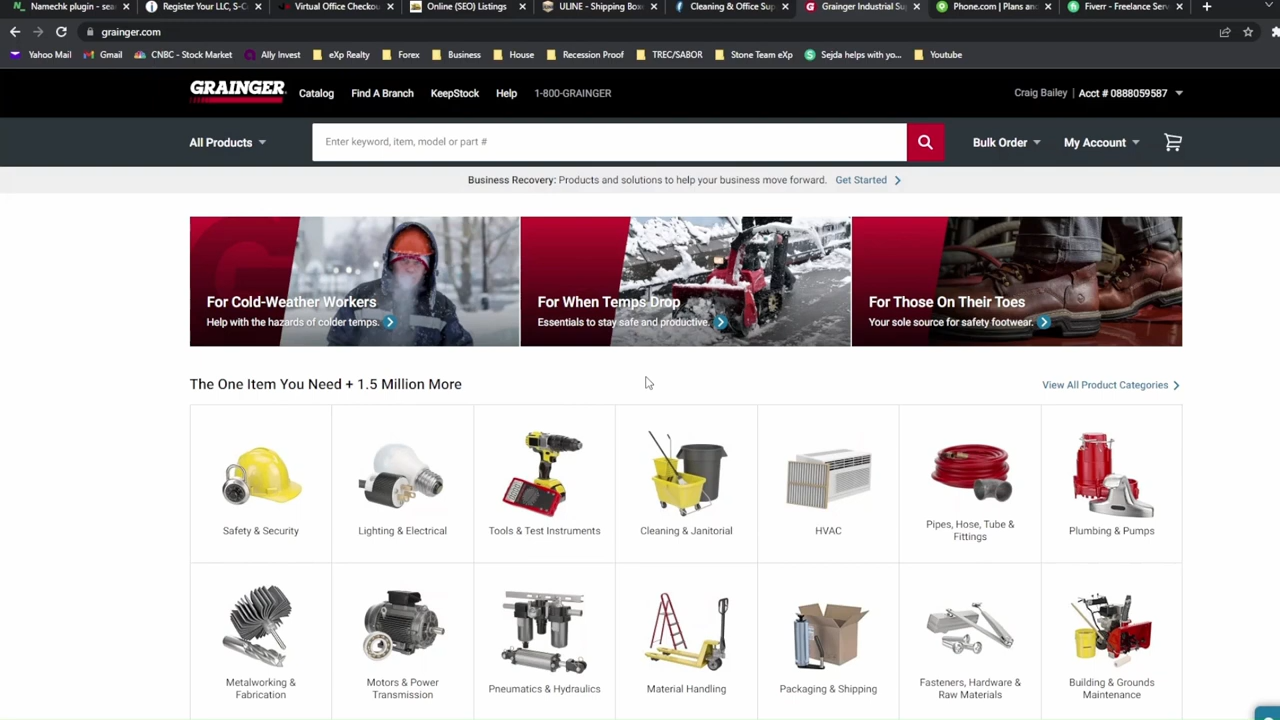 Namechk plugin - sea
Register Your LLC, S-C
Virtual Office Checkou
Online (SEO) Listings
ULINE - Shipping Box
Cleaning & Office Sup
Grainger Industrial Su
Phone.com | Plans and
Fiverr - Freelance Serv
grainger.com
Yahoo Mail
Gmail
CNBC - Stock Market
Ally Invest
eXp Realty
Forex
Business
House
Recession Proof
TREC/SABOR
Stone Team eXp
Sejda helps with yo...
Youtube
GRAINGER
Catalog
Find A Branch
KeepStock
Help
1-800-GRAINGER
Craig Bailey | Acct # 0888059587
All Products
Enter keyword, item, model or part #
Bulk Order
My Account
Business Recovery: Products and solutions to help your business move forward. Get Started
For Cold-Weather Workers
Help with the hazards of colder temps.
For When Temps Drop
Essentials to stay safe and productive.
For Those On Their Toes
Your sole source for safety footwear.
The One Item You Need + 1.5 Million More
View All Product Categories
Safety & Security
Lighting & Electrical
Tools & Test Instruments
Cleaning & Janitorial
HVAC
Pipes, Hose, Tube &
Fittings
Plumbing & Pumps
Metalworking &
Fabrication
Motors & Power
Transmission
Pneumatics & Hydraulics
Material Handling
Packaging & Shipping
Fasteners, Hardware &
Raw Materials
Building & Grounds
Maintenance